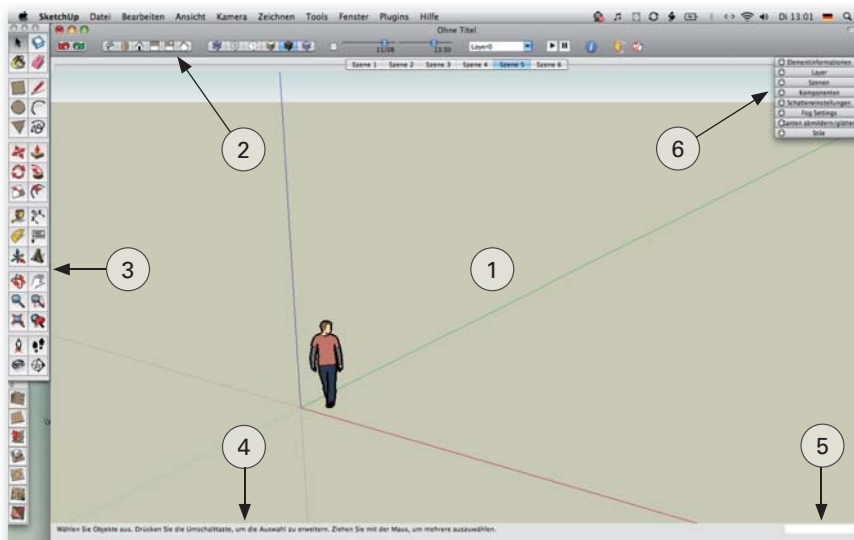 SketchUp Datei Bearbeiten Ansicht Kamera Zeichnen Tools Fenster Plugins Hilfe
Di 13:01
Ohne Titel
11/08 13:30 Layer0
Szene 1 Szene 2 Szene 3 Szene 4 Szene 5 Szene 6
Elementinformationen
Layer
Szenen
Komponenten
Schatteneinstellungen
Fog Settings
anten abmildern/glätten
Stile
2
6
3
1
4
5
Wählen Sie Objekte aus. Drücken Sie die Umschalttaste, um die Auswahl zu erweitern. Ziehen Sie mit der Maus, um mehrere auszuwählen.